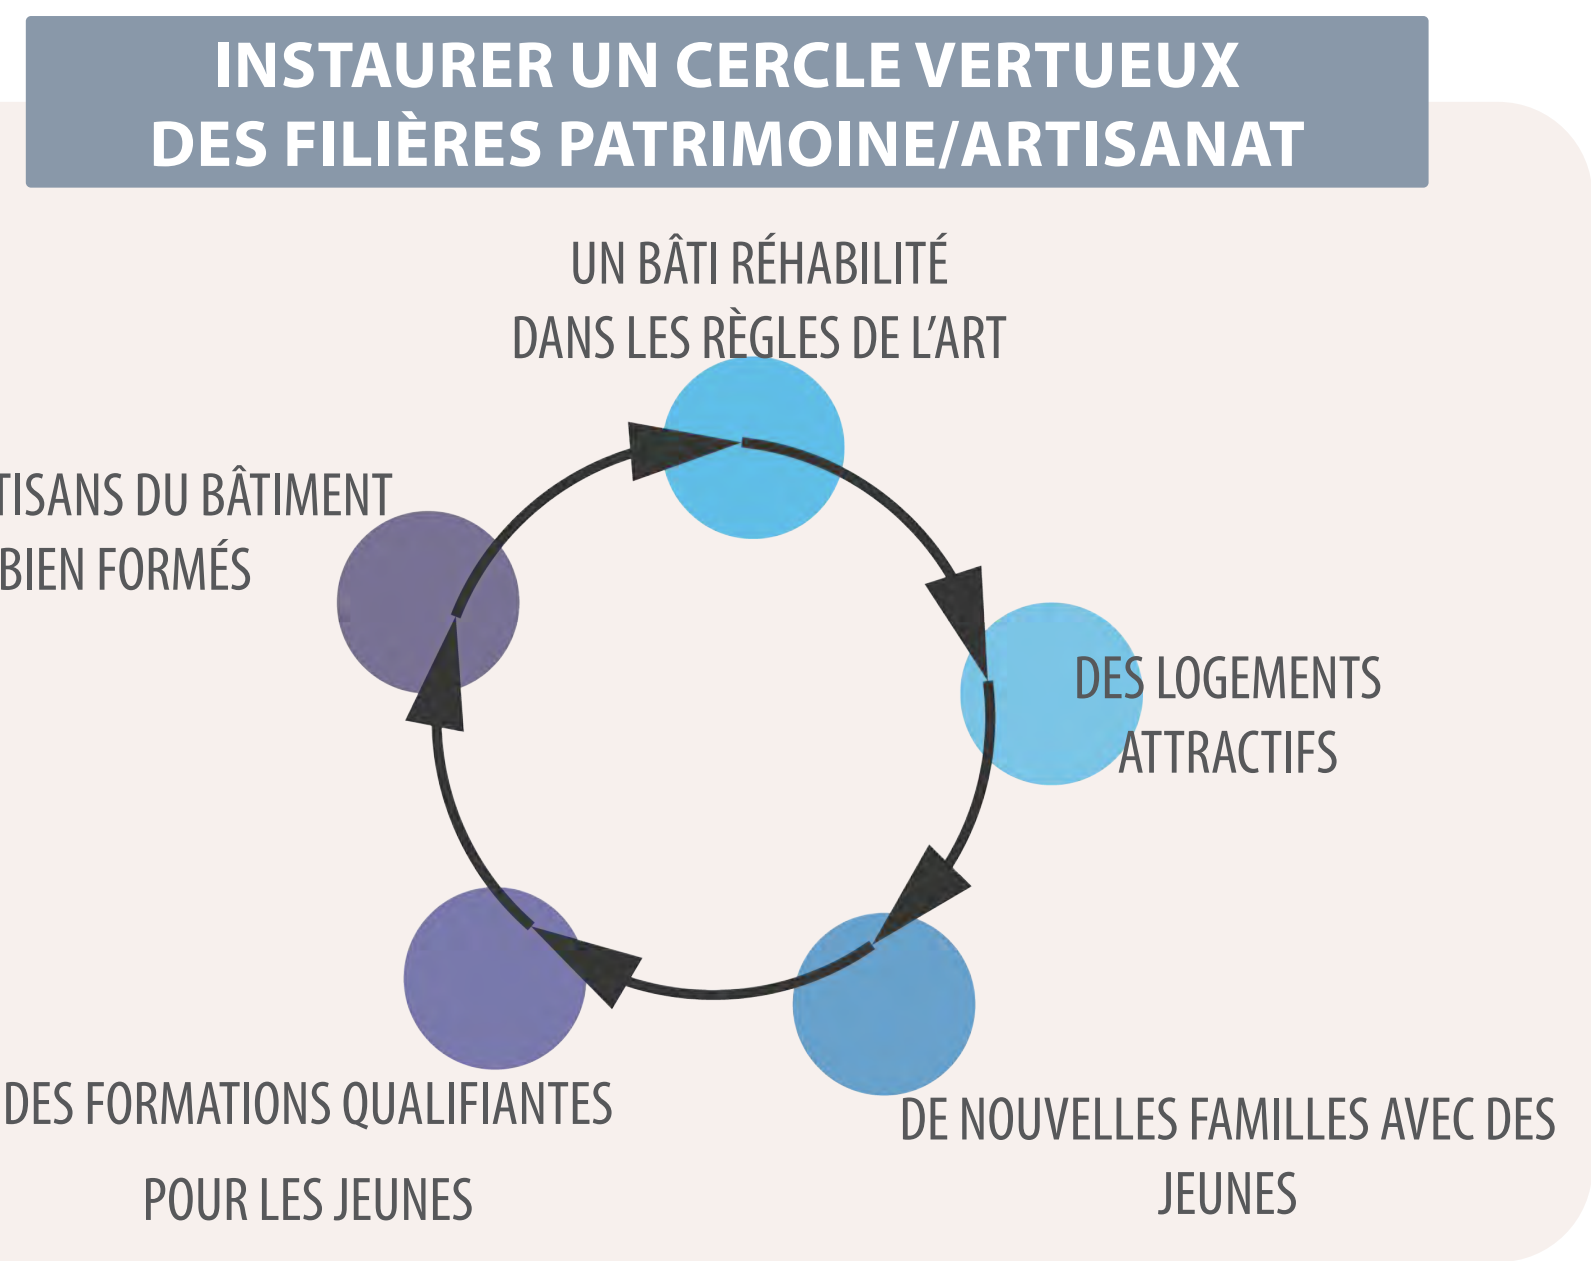 INSTAURER UN CERCLE VERTUEUX
DES FILIÈRES PATRIMOINE/ARTISANAT
UN BÂTI RÉHABILITÉ
DANS LES RÈGLES DE L’ART
TISANS DU BÂTIMENT
BIEN FORMÉS
DES LOGEMENTS
ATTRACTIFS
DES FORMATIONS QUALIFIANTES
POUR LES JEUNES
DE NOUVELLES FAMILLES AVEC DES
JEUNES